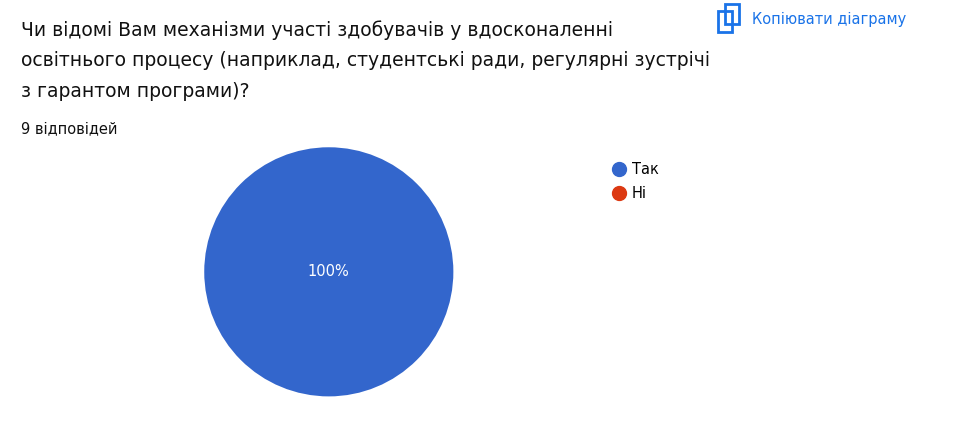 Чи відомі Вам механізми участі здобувачів у вдосконаленні
освітнього процесу (наприклад, студентські ради, регулярні зустрічі
з гарантом програми)?
Копіювати діаграму
9 відповідей
Так
Ні
100%